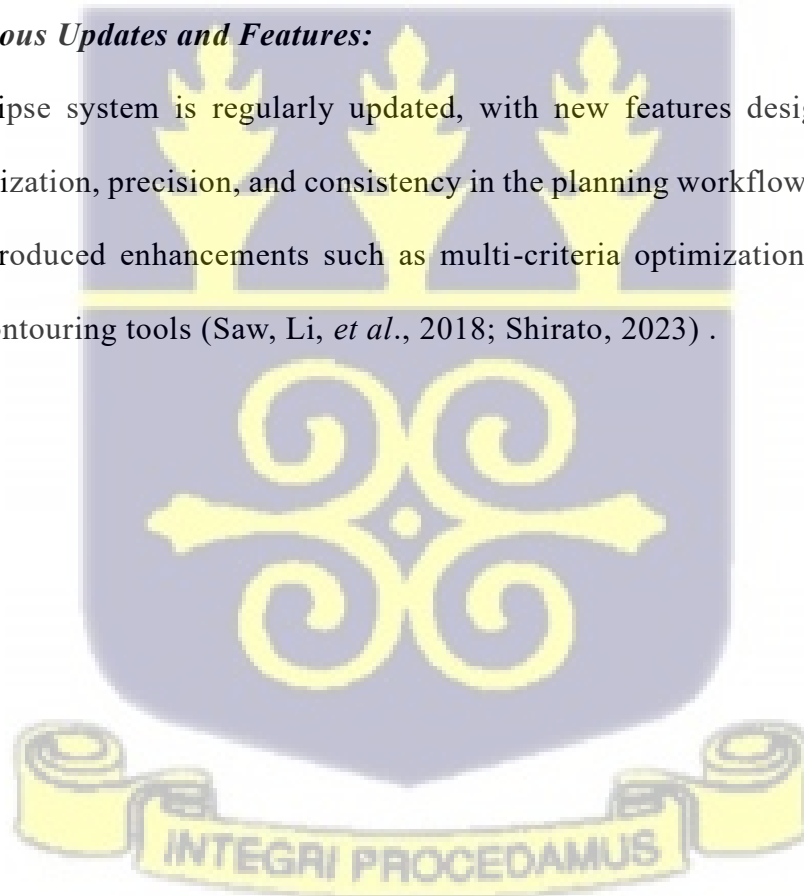 ous Updates and Features:
ipse system is regularly updated, with new features desig
ization, precision, and consistency in the planning workflow
roduced enhancements such as multi-criteria optimization
ontouring tools (Saw, Li, et al., 2018; Shirato, 2023) .
INTEGRI PROCEDAMUS